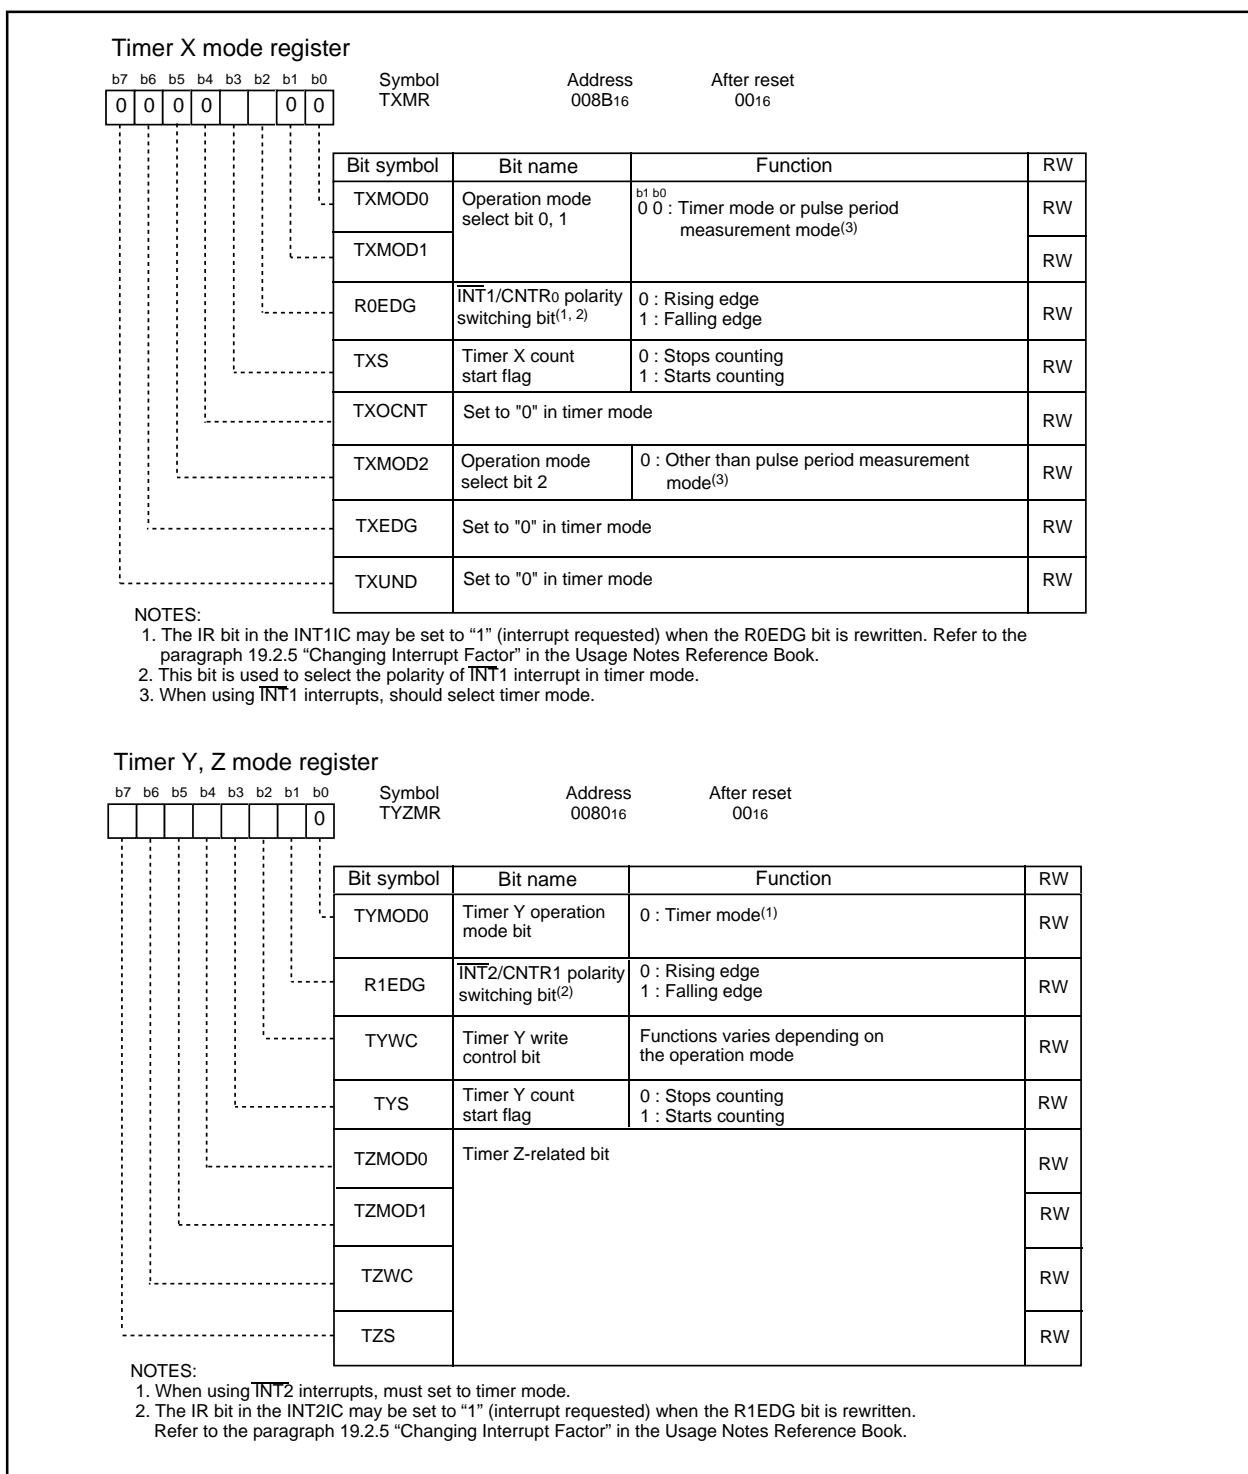 Timer X mode register
b7 b6 b5 b4 b3 b2 b1 b0
Symbol Address After reset
TXMR 008B16 0016
0 0 0 0 0 0
Bit symbol Bit name Function RW
TXMOD0 Operation mode select bit 0, 1 b1 b0
0 0 : Timer mode or pulse period
measurement mode(3) RW
TXMOD1 RW
R0EDG INT1/CNTR0 polarity
switching bit(1, 2) 0 : Rising edge
1 : Falling edge RW
TXS Timer X count
start flag 0 : Stops counting
1 : Starts counting RW
TXOCNT Set to "0" in timer mode RW
TXMOD2 Operation mode
select bit 2 0 : Other than pulse period measurement
mode(3) RW
TXEDG Set to "0" in timer mode RW
TXUND Set to "0" in timer mode RW
NOTES:
1. The IR bit in the INT1IC may be set to “1” (interrupt requested) when the R0EDG bit is rewritten. Refer to the
paragraph 19.2.5 “Changing Interrupt Factor” in the Usage Notes Reference Book.
2. This bit is used to select the polarity of INT1 interrupt in timer mode.
3. When using INT1 interrupts, should select timer mode.
Timer Y, Z mode register
b7 b6 b5 b4 b3 b2 b1 b0
Symbol Address After reset
TYZMR 008016 0016
0
Bit symbol Bit name Function RW
TYMOD0 Timer Y operation
mode bit 0 : Timer mode(1) RW
R1EDG INT2/CNTR1 polarity
switching bit(2) 0 : Rising edge
1 : Falling edge RW
TYWC Timer Y write
control bit Functions varies depending on
the operation mode RW
TYS Timer Y count
start flag 0 : Stops counting
1 : Starts counting RW
TZMOD0 Timer Z-related bit RW
TZMOD1 RW
TZWC RW
TZS RW
NOTES:
1. When using INT2 interrupts, must set to timer mode.
2. The IR bit in the INT2IC may be set to “1” (interrupt requested) when the R1EDG bit is rewritten.
Refer to the paragraph 19.2.5 “Changing Interrupt Factor” in the Usage Notes Reference Book.